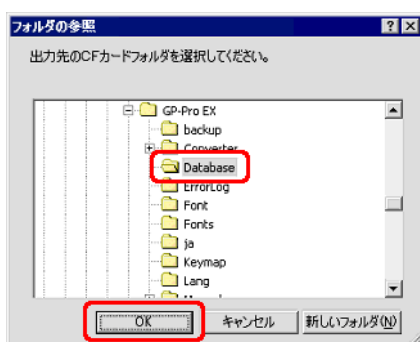 フォルダの参照
出力先のCFカードフォルダを選択してください。
GP-Pro EX
backup
Converter
Database
ErrorLog
Font
Fonts
ja
Keymap
Lang
OK キャンセル 新しいフォルダ(N)